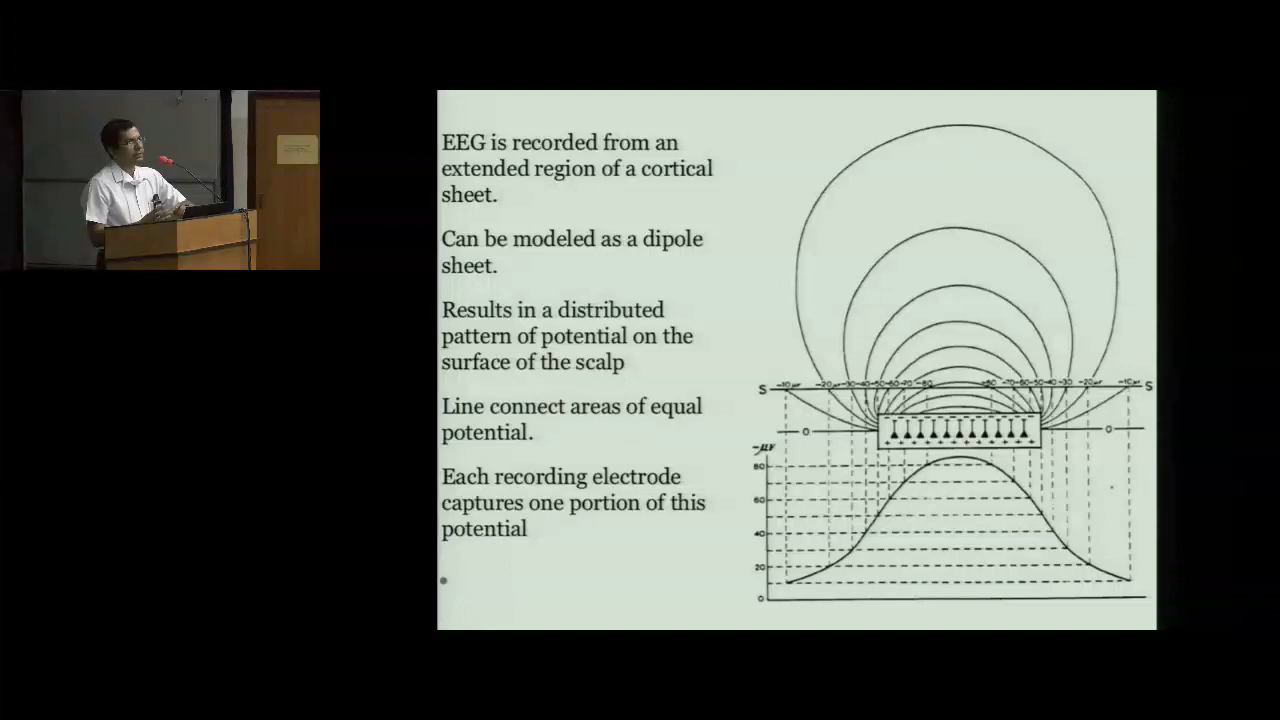 EEG is recorded from an
extended region of a cortical
sheet.
Can be modeled as a dipole
sheet.
Results in a distributed
pattern of potential on the
surface of the scalp
Line connect areas of equal
potential.
Each recording electrode
captures one portion of this
potential
S
S
0
0
80
60
40
20
0